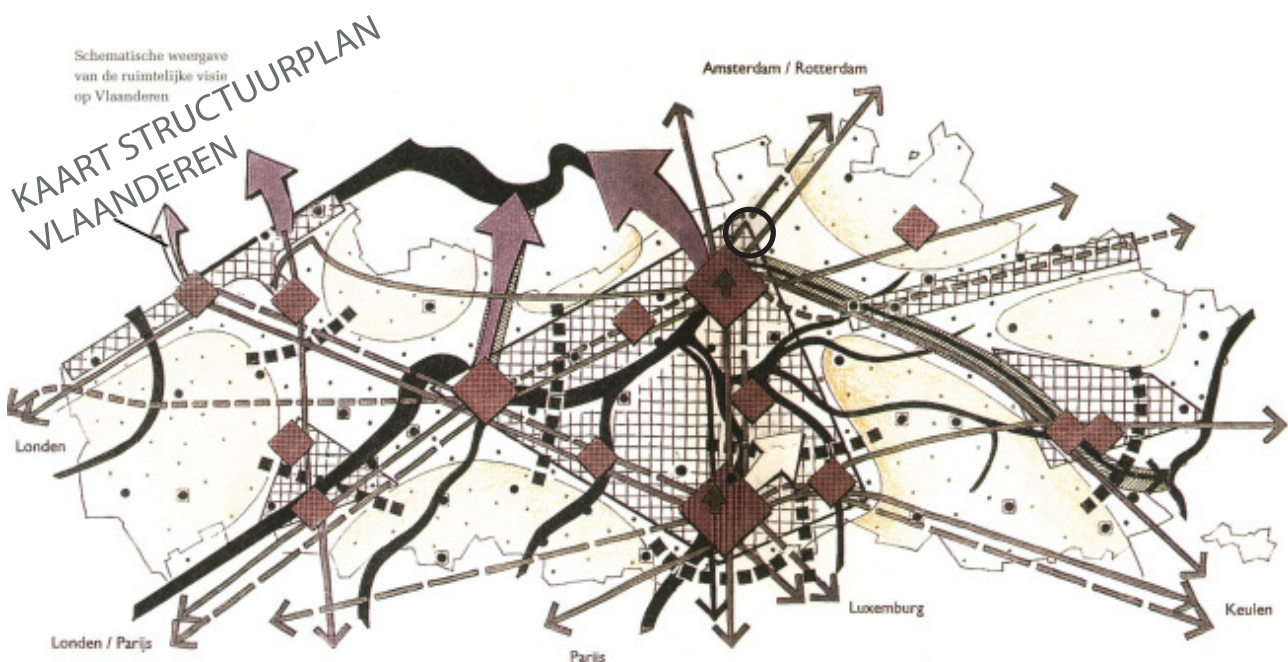 Schematische weergave
van de ruimtelijke visie
op Vlaanderen
KAART STRUCTUURPLAN
VLAANDEREN
Amsterdam / Rotterdam
Londen
Londen / Parijs
Parijs
Luxemburg
Keulen